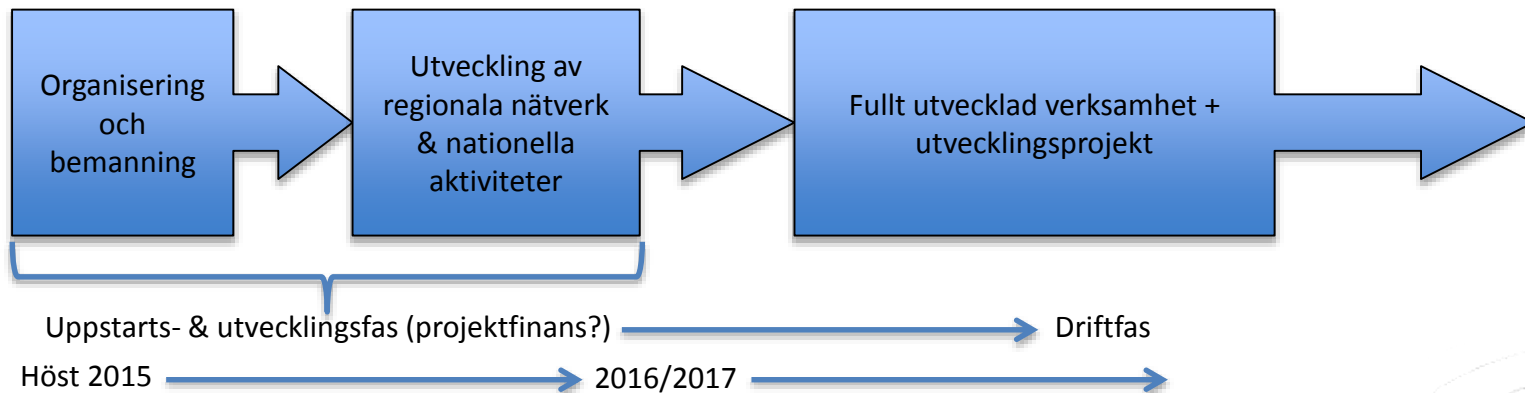 Organisering
och
bemanning
Utveckling av
regionala nätverk
& nationella
aktiviteter
Fullt utvecklad verksamhet +
utvecklingsprojekt
Uppstarts- & utvecklingsfas (projektfinans?)
Driftfas
Höst 2015
2016/2017